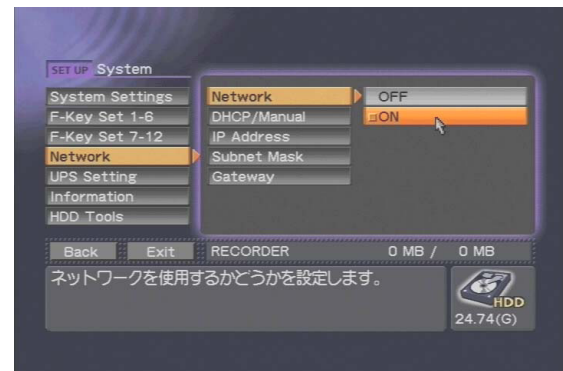 SET UP System
System Settings
F-Key Set 1-6
F-Key Set 7-12
Network
UPS Setting
Information
HDD Tools
Network
DHCP/Manual
IP Address
Subnet Mask
Gateway
OFF
ON
Back Exit RECORDER 0 MB / 0 MB
ネットワークを使用するかどうかを設定します。
HDD
24.74(G)